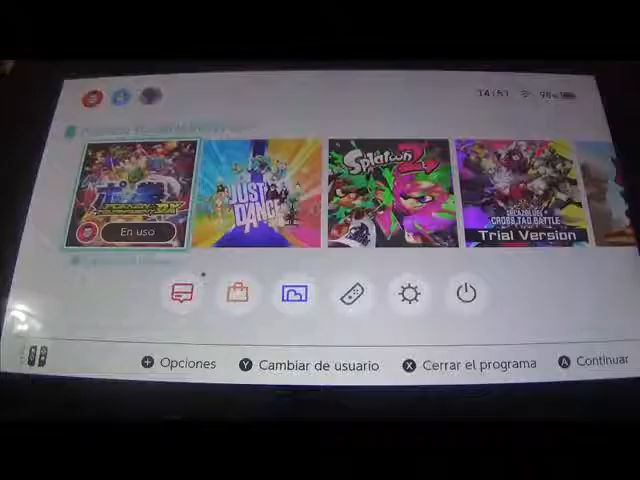 14:51 98%
JUST
DANCE
Splatoon 2
BLAZBLUE
CROSS TAG BATTLE
Trial Version
En uso
Opciones
Y Cambiar de usuario
X Cerrar el programa
A Continuar